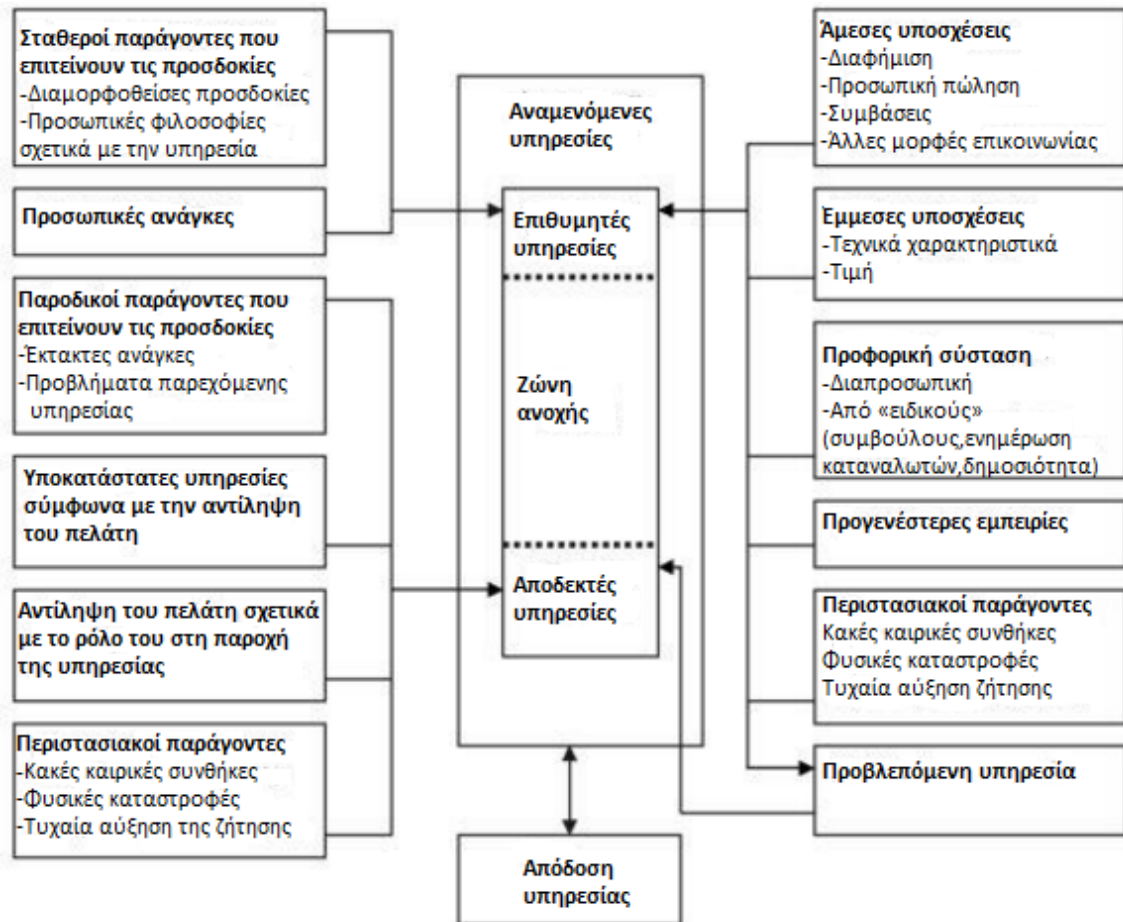 Σταθεροί παράγοντες που
επιτείνουν τις προσδοκίες
-Διαμορφοθείσες προσδοκίες
-Προσωπικές φιλοσοφίες
σχετικά με την υπηρεσία
Προσωπικές ανάγκες
Παροδικοί παράγοντες που
επιτείνουν τις προσδοκίες
-Έκτακτες ανάγκες
-Προβλήματα παρεχόμενης
υπηρεσίας
Υποκατάστατες υπηρεσίες
σύμφωνα με την αντίληψη
του πελάτη
Αντίληψη του πελάτη σχετικά
με το ρόλο του στη παροχή
της υπηρεσίας
Περιστασιακοί παράγοντες
-Κακές καιρικές συνθήκες
-Φυσικές καταστροφές
-Τυχαία αύξηση της ζήτησης
Αναμενόμενες
υπηρεσίες
Επιθυμητές
υπηρεσίες
Ζώνη
ανοχής
Αποδεκτές
υπηρεσίες
Απόδοση
υπηρεσίας
Άμεσες υποσχέσεις
-Διαφήμιση
-Προσωπική πώληση
-Συμβάσεις
-Άλλες μορφές επικοινωνίας
Έμμεσες υποσχέσεις
-Τεχνικά χαρακτηριστικά
-Τιμή
Προφορική σύσταση
-Διαπροσωπική
-Από «ειδικούς»
(συμβούλους,ενημέρωση
καταναλωτών,δημοσιότητα)
Προγενέστερες εμπειρίες
Περιστασιακοί παράγοντες
Κακές καιρικές συνθήκες
Φυσικές καταστροφές
Τυχαία αύξηση ζήτησης
Προβλεπόμενη υπηρεσία